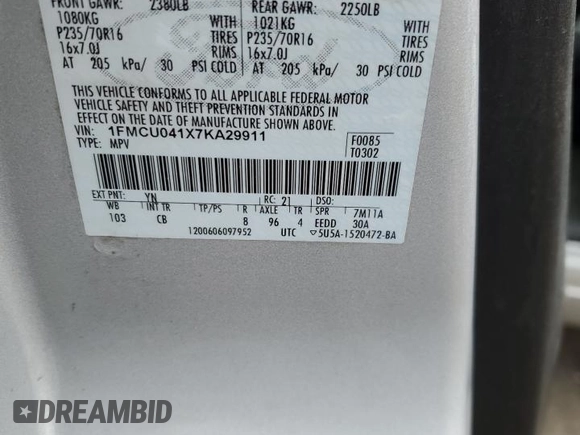 FRONT GAWR: 2380LB REAR GAWR: 2250LB
1080KG WITH 1021KG WITH
P235/70R16 TIRES P235/70R16 TIRES
16x7.0J RIMS 16x7.0J RIMS
AT 205 kPa/ 30 PSI COLD AT 205 kPa/ 30 PSI COLD
THIS VEHICLE CONFORMS TO ALL APPLICABLE FEDERAL MOTOR
VEHICLE SAFETY AND THEFT PREVENTION STANDARDS IN
EFFECT ON THE DATE OF MANUFACTURE SHOWN ABOVE.
VIN: 1FMCU041X7KA29911 F0085
TYPE: MPV T0302
EXT PNT: YN RC: 21 DSO:
WB INT TR TP/PS R AXLE TR SPR 7M11A
103 CB 8 96 4 EEDD 30A
1200606097952 UTC ▽5U5A-1520472-BA
DREAMBID